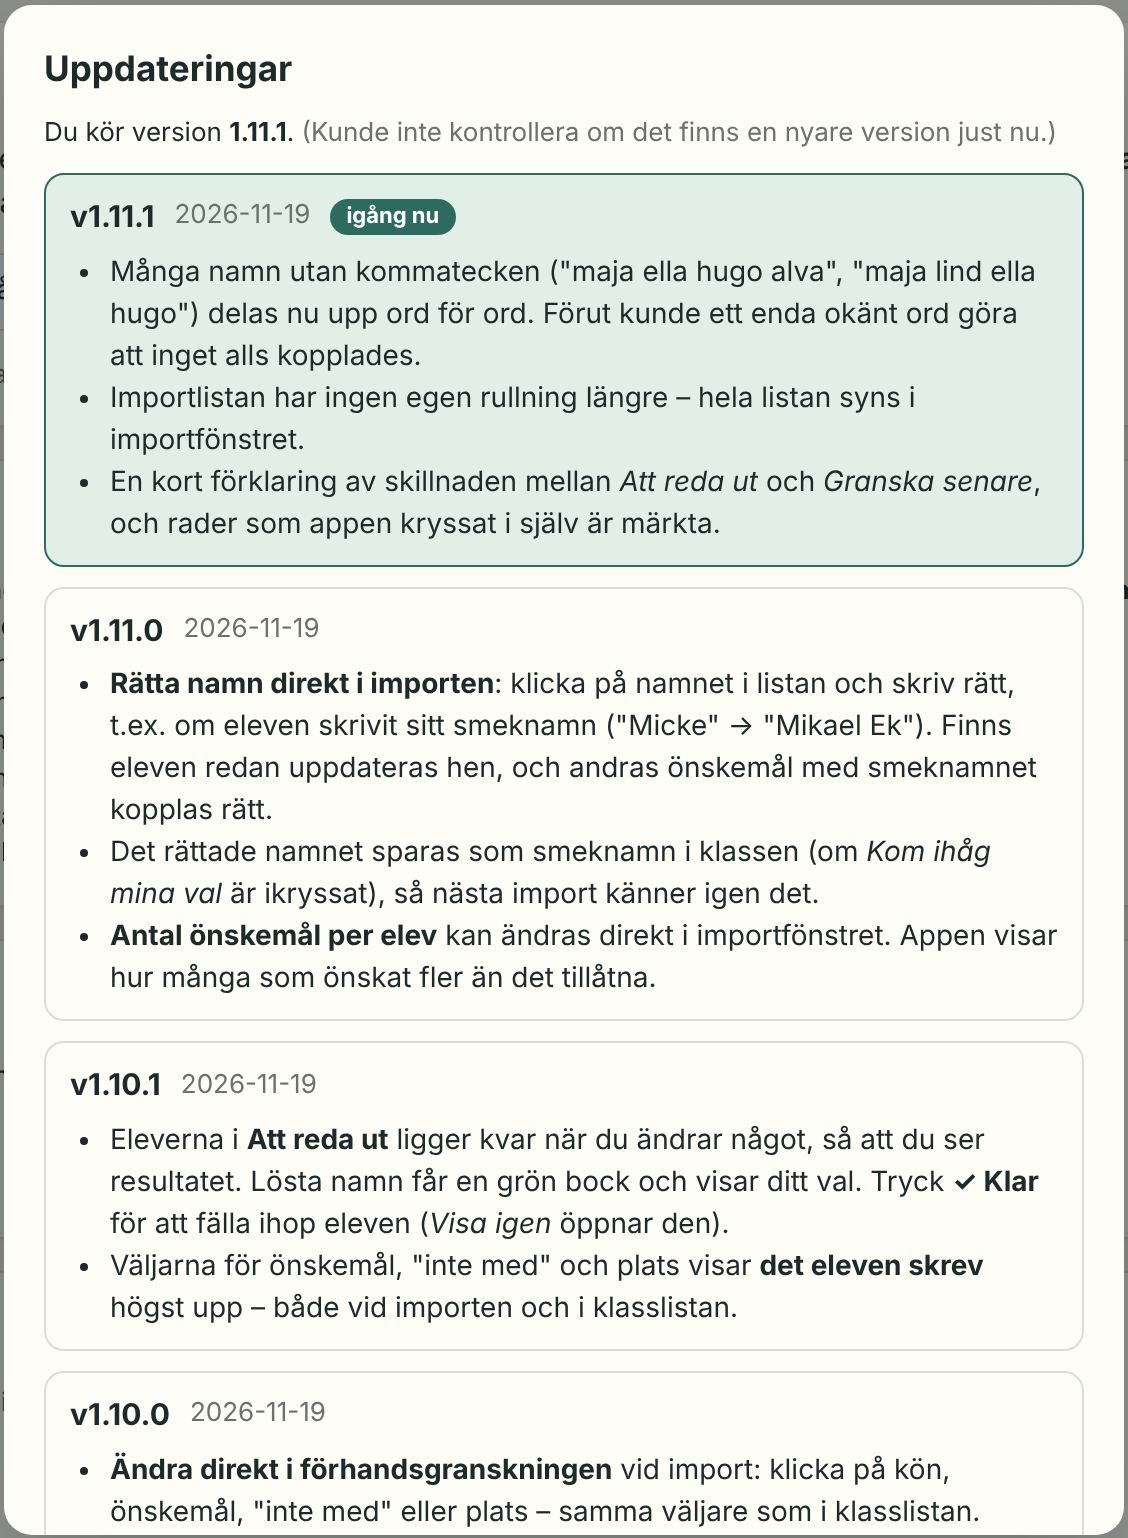 Uppdateringar
Du kör version 1.11.1. (Kunde inte kontrollera om det finns en nyare version just nu.)
v1.11.1 2026-11-19 igång nu
• Många namn utan kommatecken ("maja ella hugo alva", "maja lind ella
hugo") delas nu upp ord för ord. Förut kunde ett enda okänt ord göra
att inget alls kopplades.
• Importlistan har ingen egen rullning längre – hela listan syns i
importfönstret.
• En kort förklaring av skillnaden mellan Att reda ut och Granska senare,
och rader som appen kryssat i själv är märkta.
v1.11.0 2026-11-19
• Rätta namn direkt i importen: klicka på namnet i listan och skriv rätt,
t.ex. om eleven skrivit sitt smeknamn ("Micke" → "Mikael Ek"). Finns
eleven redan uppdateras hen, och andras önskemål med smeknamnet
kopplas rätt.
• Det rättade namnet sparas som smeknamn i klassen (om Kom ihåg
mina val är ikryssat), så nästa import känner igen det.
• Antal önskemål per elev kan ändras direkt i importfönstret. Appen visar
hur många som önskat fler än det tillåtna.
v1.10.1 2026-11-19
• Eleverna i Att reda ut ligger kvar när du ändrar något, så att du ser
resultatet. Lösta namn får en grön bock och visar ditt val. Tryck ✓ Klar
för att fälla ihop eleven (Visa igen öppnar den).
• Väljarna för önskemål, "inte med" och plats visar det eleven skrev
högst upp – både vid importen och i klasslistan.
v1.10.0 2026-11-19
• Ändra direkt i förhandsgranskningen vid import: klicka på kön,
önskemål, "inte med" eller plats – samma väljare som i klasslistan.